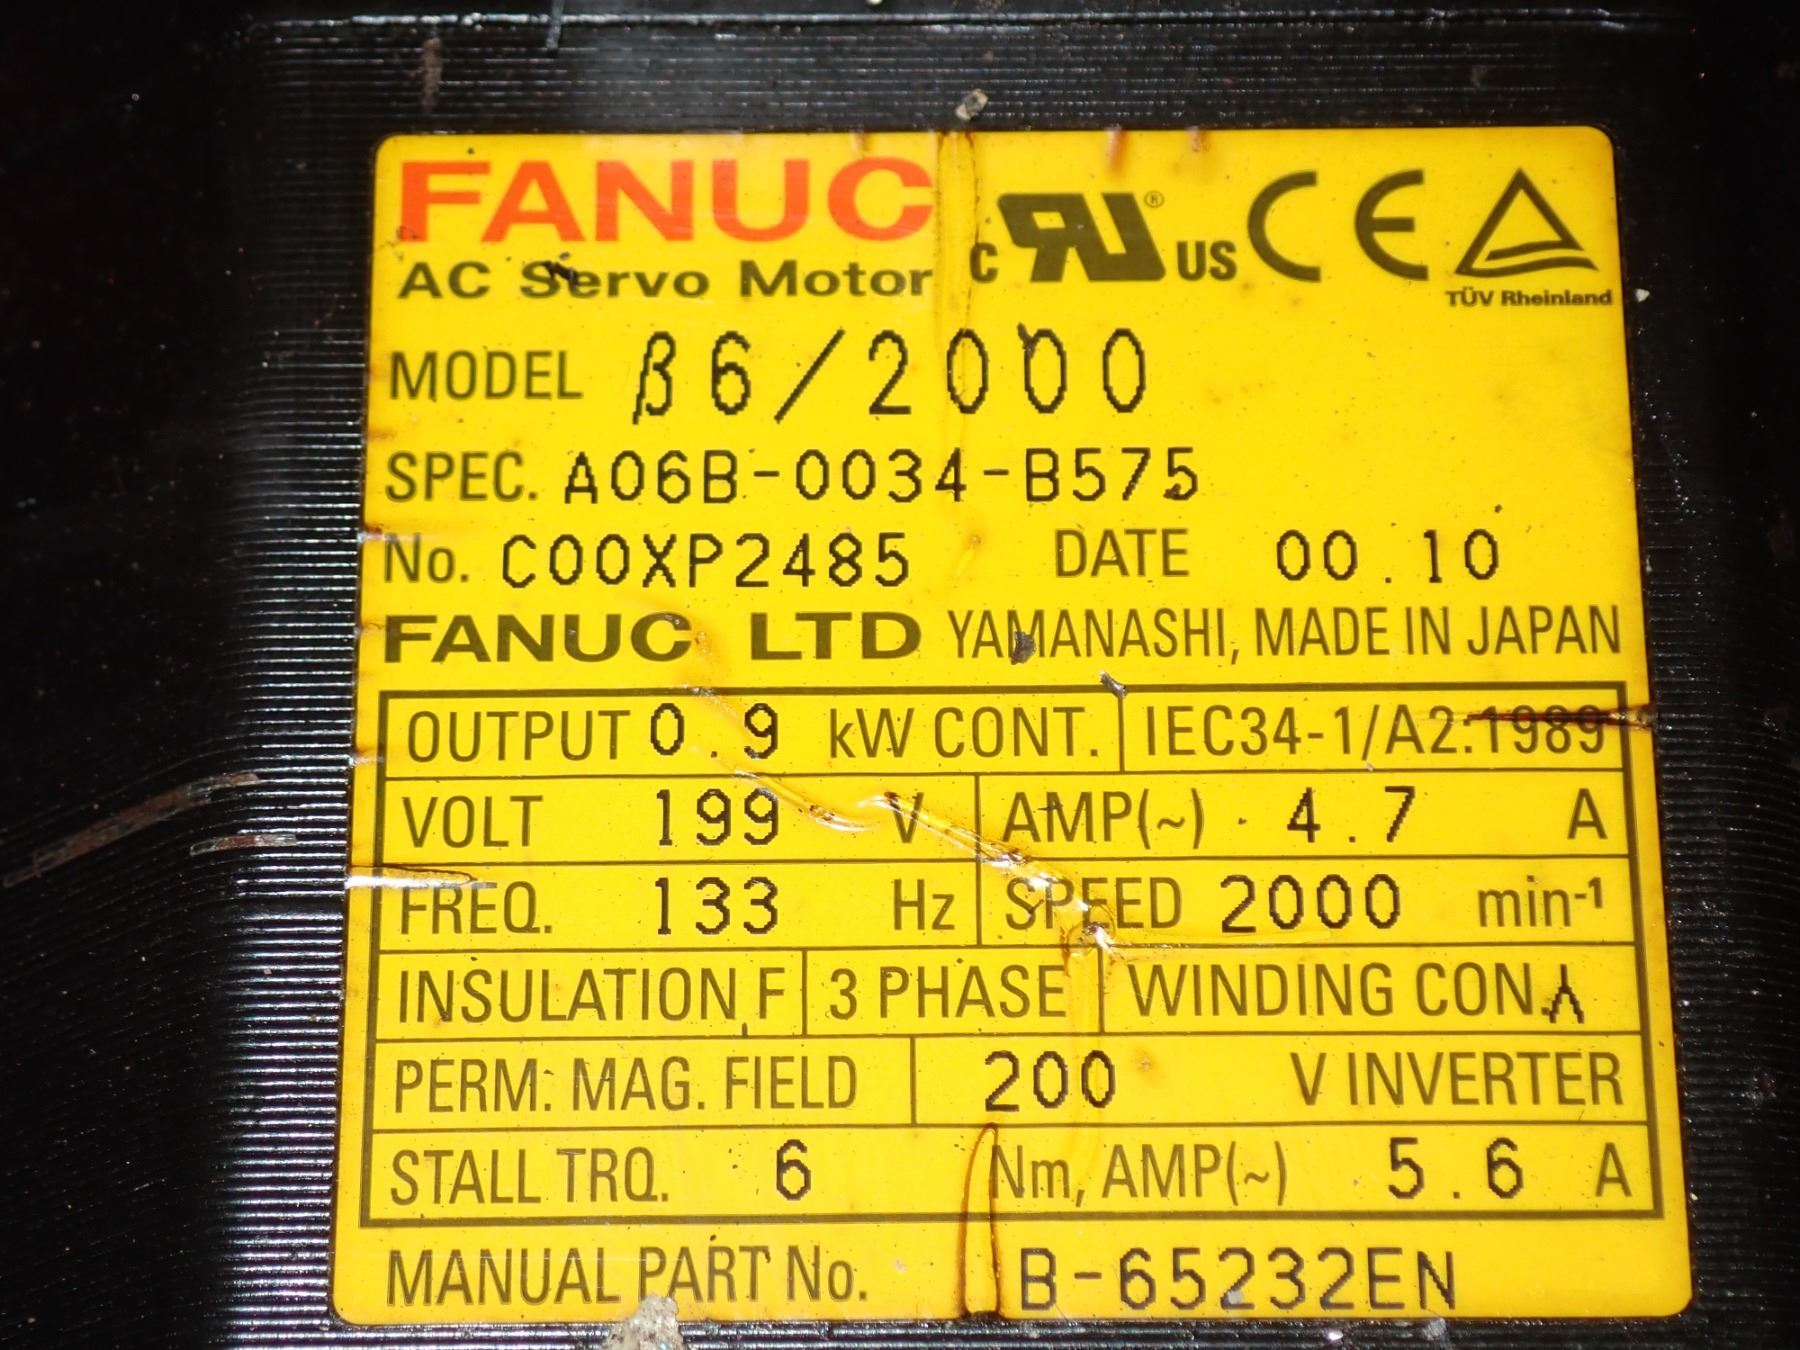 FANUC
AC Servo Motor
c RU ® US CE TÜV Rheinland
MODEL β6/2000
SPEC. A06B-0034-B575
No. C00XP2485 DATE 00.10
FANUC LTD YAMANASHI, MADE IN JAPAN
OUTPUT 0.9 kW CONT. IEC34-1/A2:1989
VOLT 199 V AMP(~) 4.7 A
FREQ. 133 Hz SPEED 2000 min-1
INSULATION F 3 PHASE WINDING CON. ⅄
PERM. MAG. FIELD 200 V INVERTER
STALL TRQ. 6 Nm, AMP(~) 5.6 A
MANUAL PART No. B-65232EN